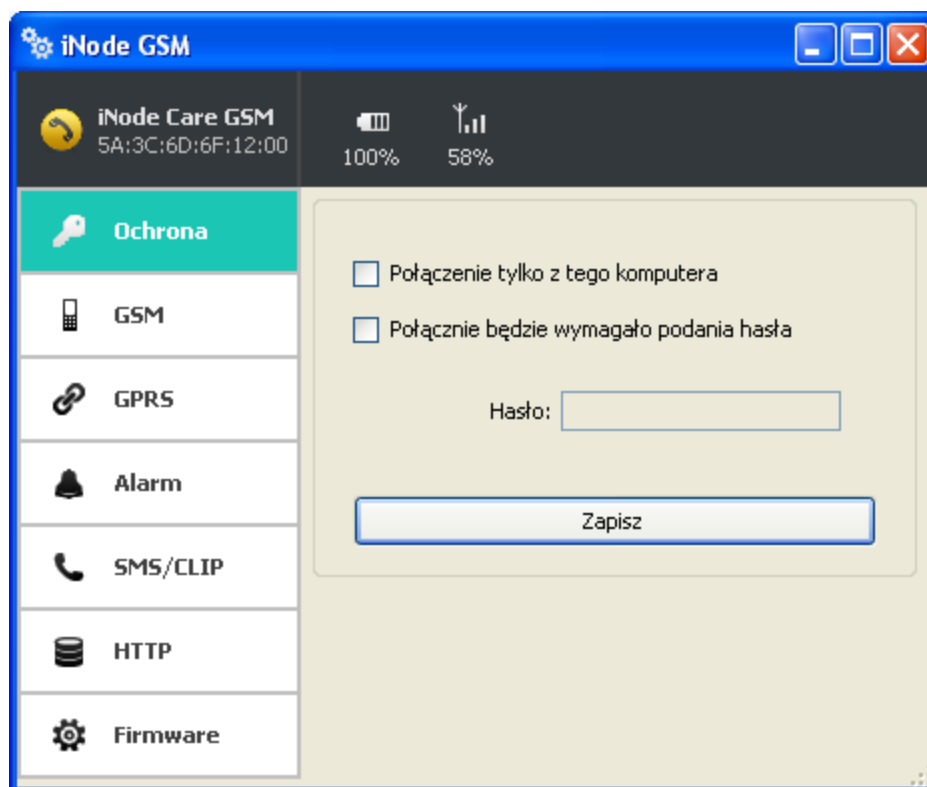 iNode GSM
iNode Care GSM
5A:3C:6D:6F:12:00
100%
58%
Ochrona
GSM
GPRS
Alarm
SMS/CLIP
HTTP
Firmware
Połączenie tylko z tego komputera
Połącznie będzie wymagało podania hasła
Hasło:
Zapisz